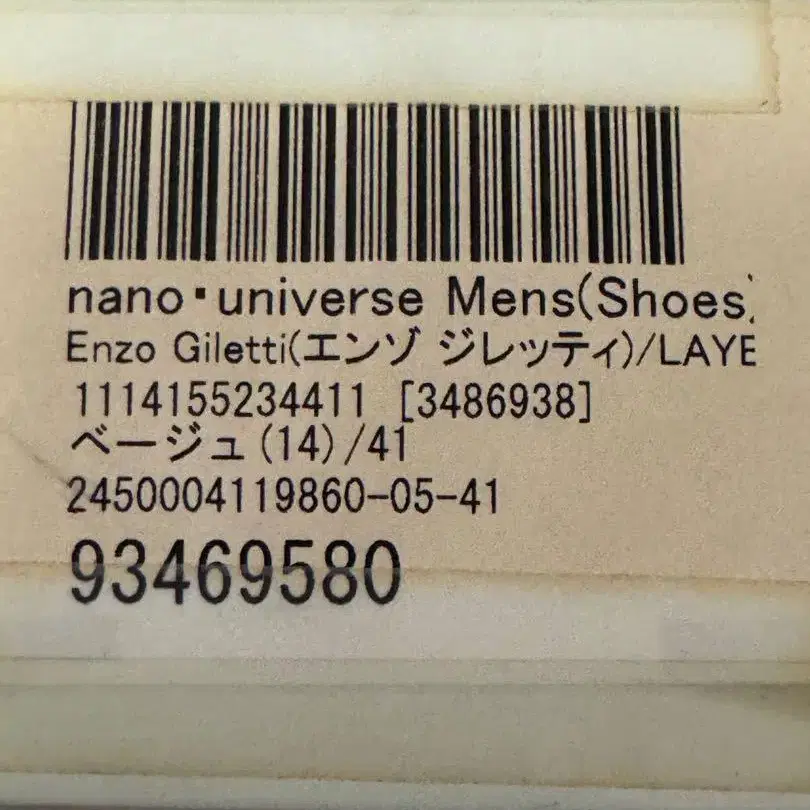 nano・universe Mens(Shoes)
Enzo Giletti(エンゾ ジレッティ)/LAYE
1114155234411 [3486938]
ベージュ(14)/41
2450004119860-05-41
93469580